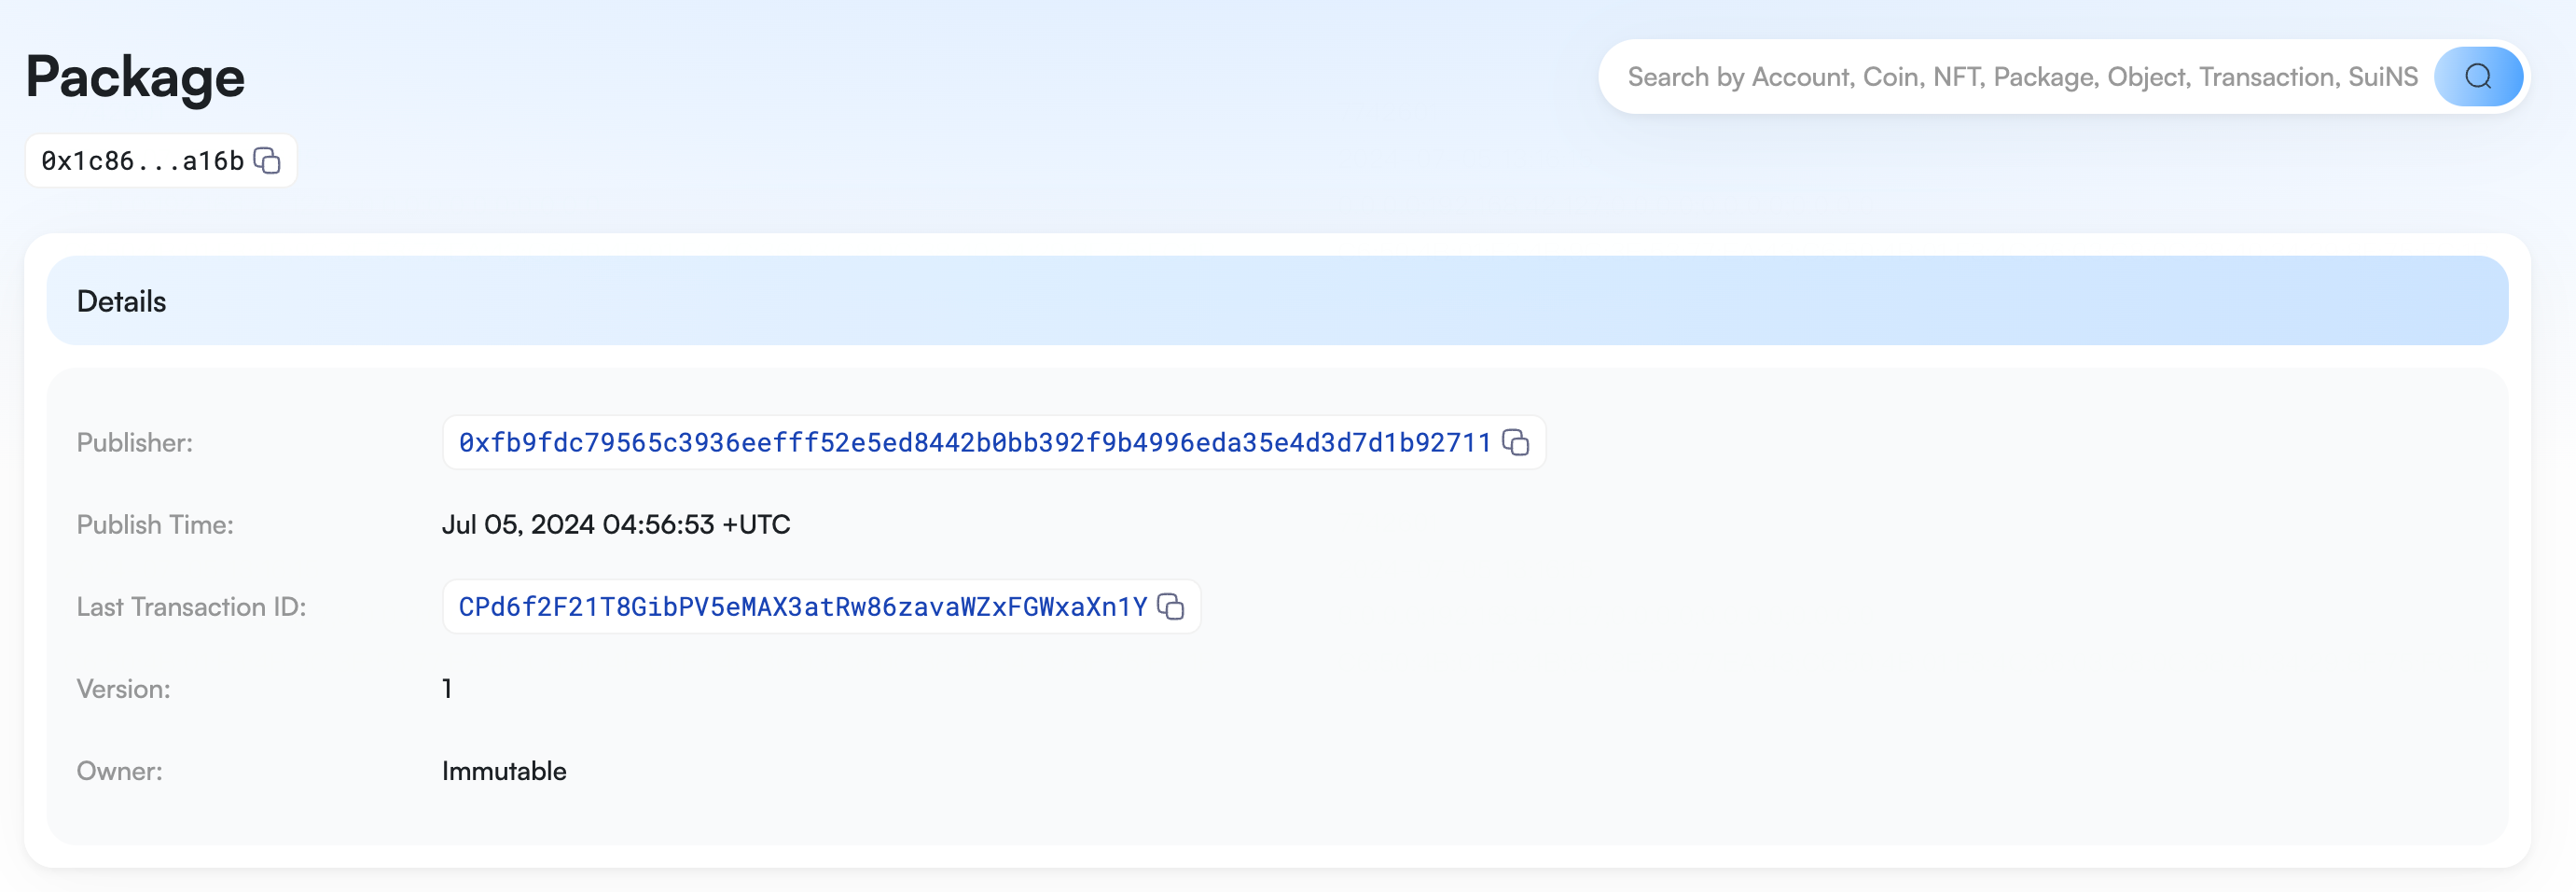 Package
Search by Account, Coin, NFT, Package, Object, Transaction, SuiNS
0x1c86...a16b
Details
Publisher: 0xfb9fdc79565c3936eefff52e5ed8442b0bb392f9b4996eda35e4d3d7d1b92711
Publish Time: Jul 05, 2024 04:56:53 +UTC
Last Transaction ID: CPd6f2F21T8GibPV5eMAX3atRw86zavaWZxFGWxaXn1Y
Version: 1
Owner: Immutable